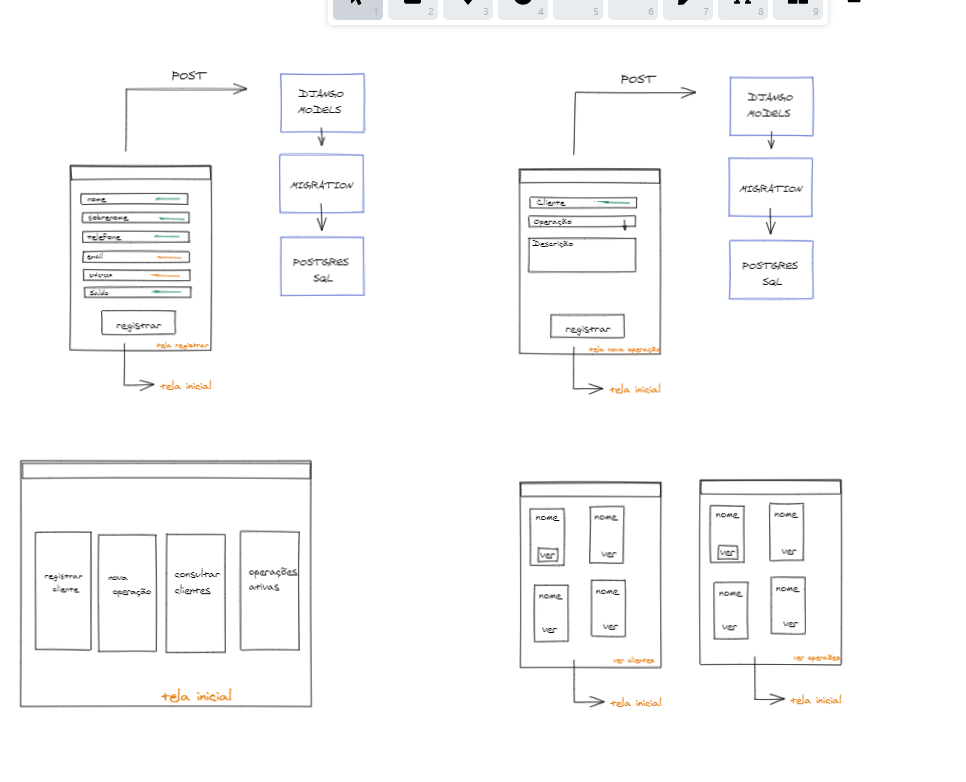 1 2 3 4 5 6 7 8 9
POST
DJANGO
MODELS
MIGRATION
POSTGRES
SQL
nome
sobrenome
telefone
email
Saldo
registrar
tela registrar
tela inicial
POST
DJANGO
MODELS
MIGRATION
POSTGRES
SQL
Cliente
Operação
Descrição
registrar
tela nova operação
tela inicial
registrar
cliente
nova
operação
consultar
clientes
operações
ativas
tela inicial
nome
ver
nome
ver
nome
ver
nome
ver
ver clientes
tela inicial
nome
ver
nome
ver
nome
ver
nome
ver
ver operações
tela inicial